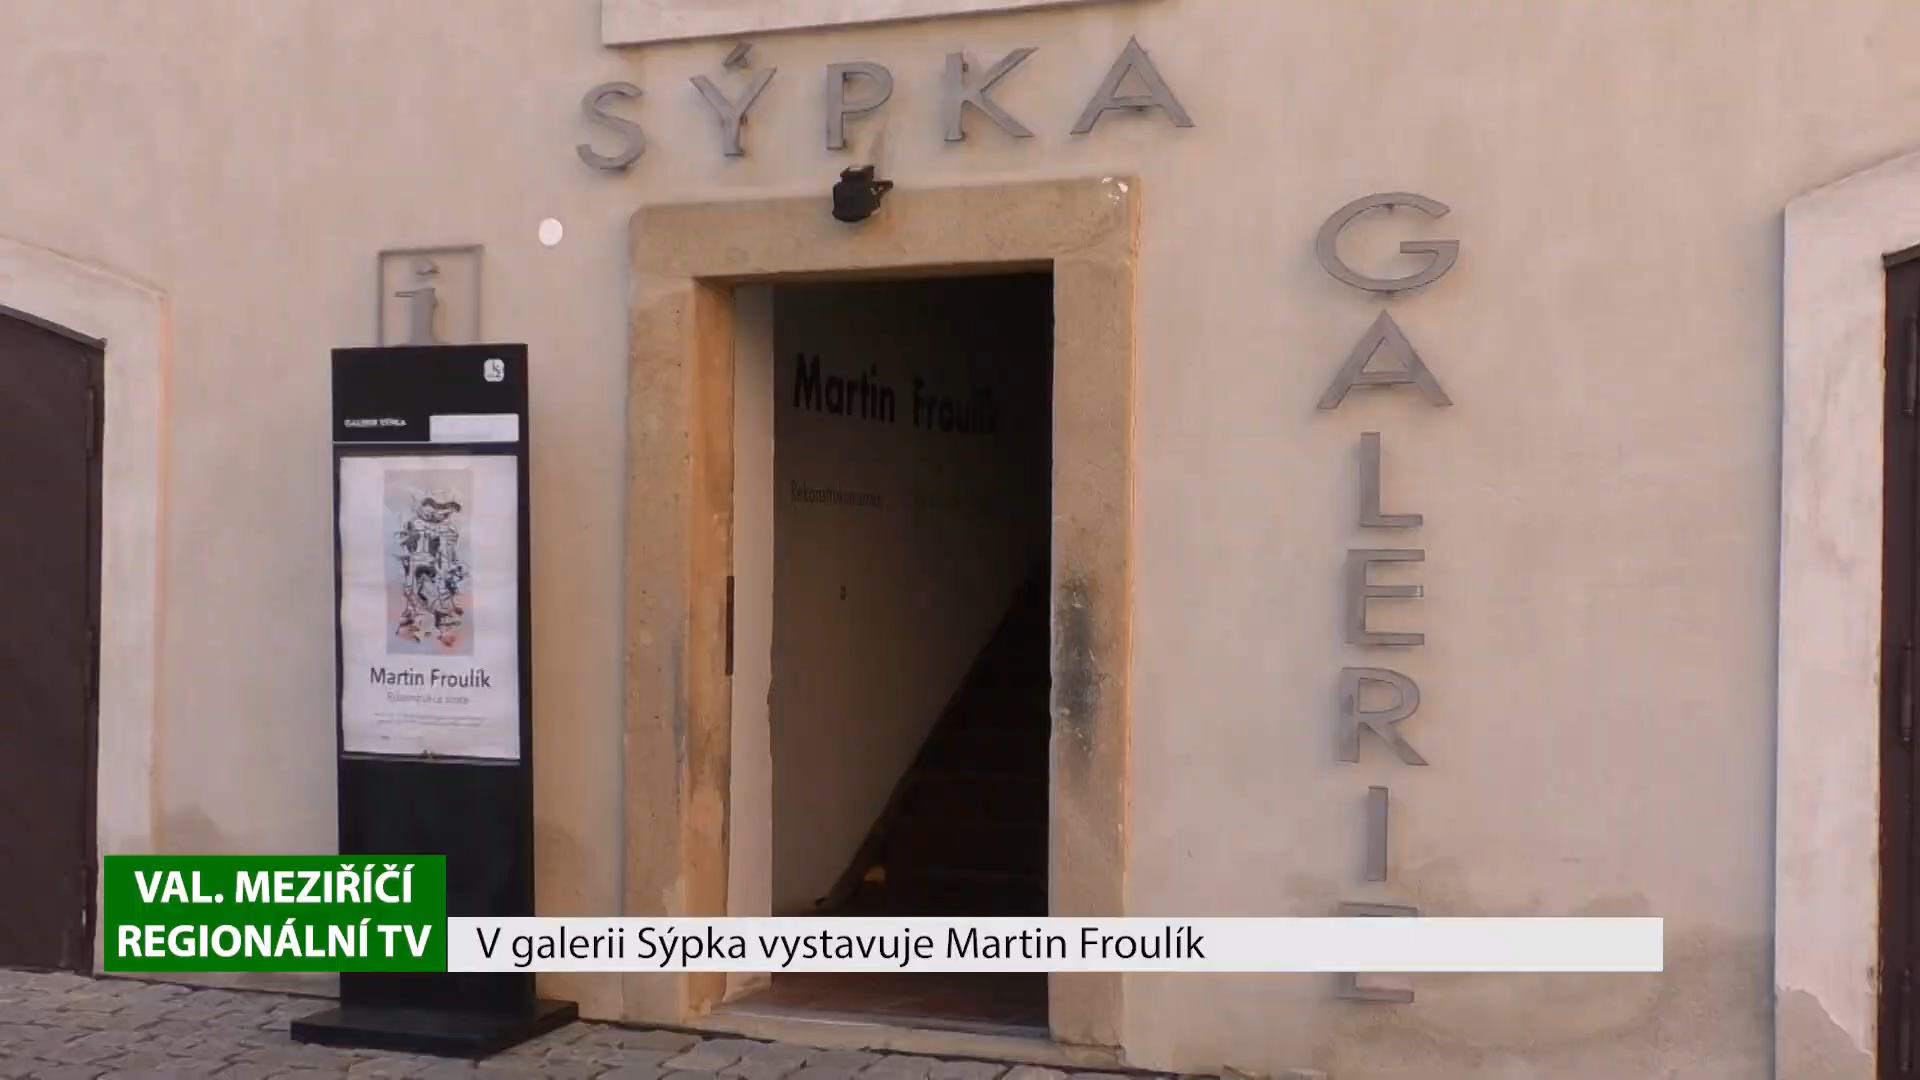 SÝPKA
GALERIE
i
GALERIE SÝPKA
Martin Froulík
Martin Froulík
VAL. MEZIŘÍČÍ
REGIONÁLNÍ TV
V galerii Sýpka vystavuje Martin Froulík